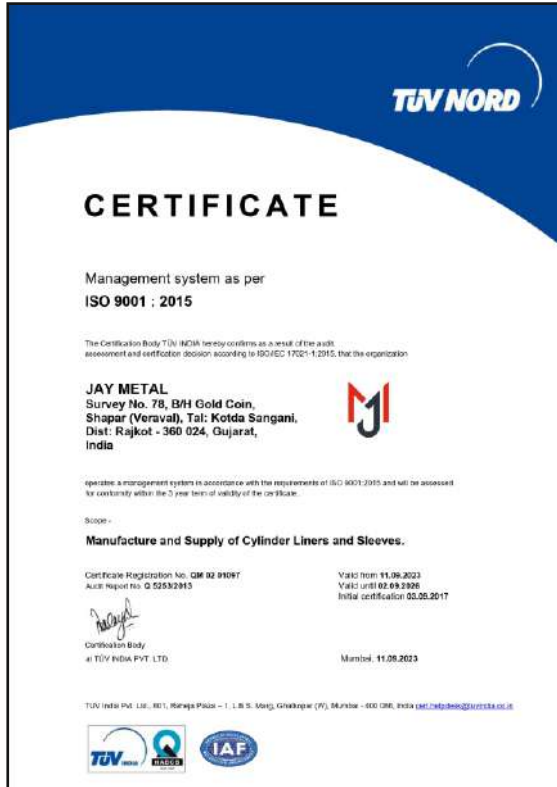 TÜV NORD
CERTIFICATE
Management system as per
ISO 9001 : 2015
The Certification Body TÜV INDIA hereby confirms as a result of the audit,
assessment and certification decision according to ISO/IEC 17021-1:2015, that the organization
JAY METAL
Survey No. 78, B/H Gold Coin,
Shapar (Veraval), Tal: Kotda Sangani,
Dist: Rajkot - 360 024, Gujarat,
India
operates a management system in accordance with the requirements of ISO 9001:2015 and will be assessed
for conformity within the 3 year term of validity of the certificate.
Scope -
Manufacture and Supply of Cylinder Liners and Sleeves.
Certificate Registration No. QM 02 01097
Audit Report No. Q 5253/2013
Valid from 11.09.2023
Valid until 02.09.2026
Initial certification 03.09.2017
Certification Body
at TÜV INDIA PVT. LTD.
Mumbai, 11.09.2023
TÜV India Pvt. Ltd., 801, Raheja Plaza – 1, L.B.S. Marg, Ghatkopar (W), Mumbai - 400 086, India cert.helpdesk@tuvindia.co.in
TÜV INDIA
NABCB
IAF